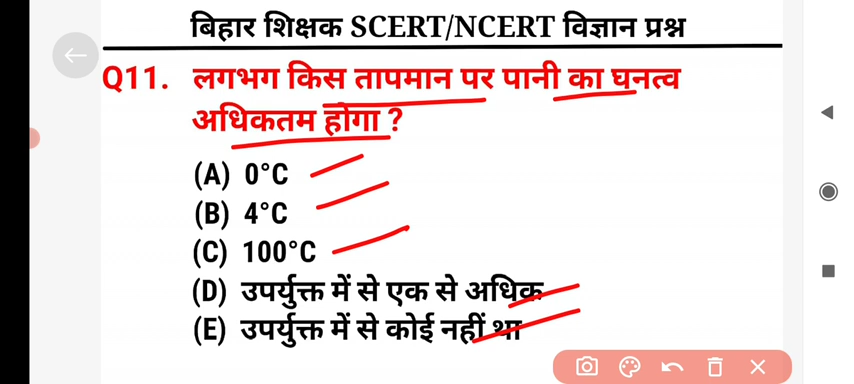 बिहार शिक्षक SCERT/NCERT विज्ञान प्रश्न
Q11. लगभग किस तापमान पर पानी का घनत्व
अधिकतम होगा ?
(A) 0°C
(B) 4°C
(C) 100°C
(D) उपर्युक्त में से एक से अधिक
(E) उपर्युक्त में से कोई नहीं था